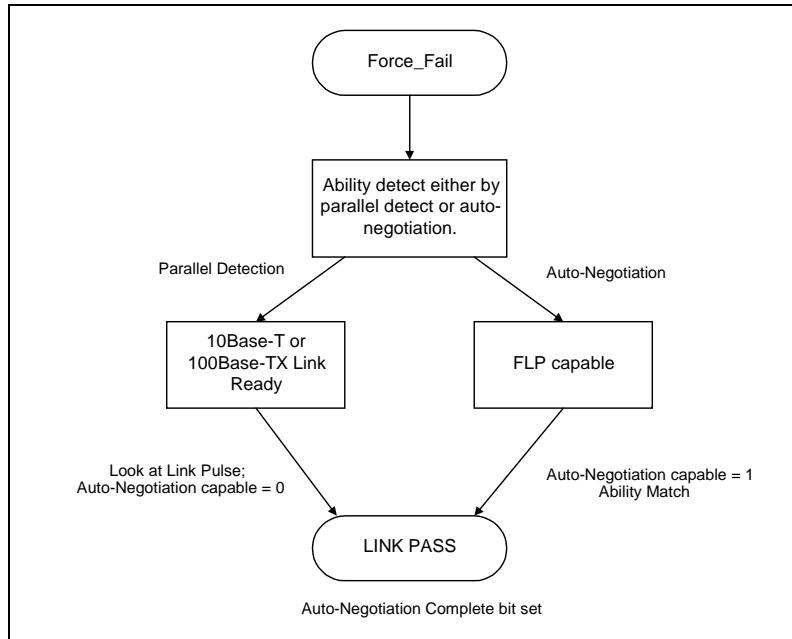 Force_Fail
Ability detect either by
parallel detect or auto-
negotiation.
Parallel Detection
Auto-Negotiation
10Base-T or
100Base-TX Link
Ready
FLP capable
Look at Link Pulse;
Auto-Negotiation capable = 0
Auto-Negotiation capable = 1
Ability Match
LINK PASS
Auto-Negotiation Complete bit set